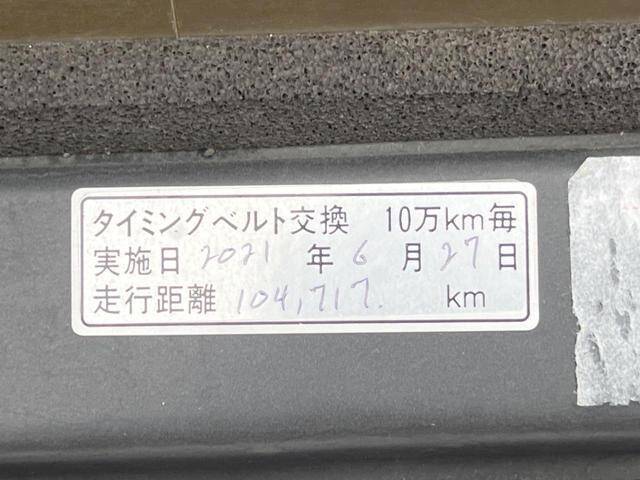 タイミングベルト交換 10万km毎
実施日 2021 年 6 月 27 日
走行距離 104,717. km